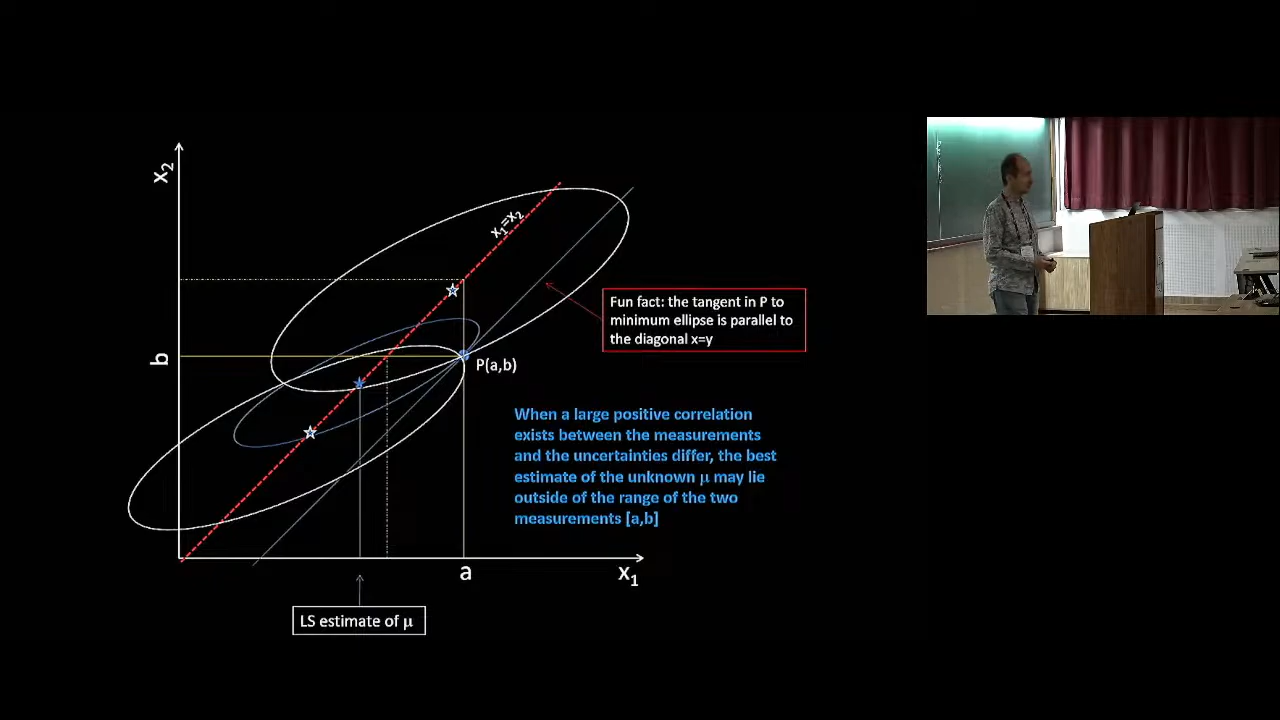 x₂
x₁=x₂
Fun fact: the tangent in P to
minimum ellipse is parallel to
the diagonal x=y
b
P(a,b)
When a large positive correlation
exists between the measurements
and the uncertainties differ, the best
estimate of the unknown μ may lie
outside of the range of the two
measurements [a,b]
a
x₁
LS estimate of μ